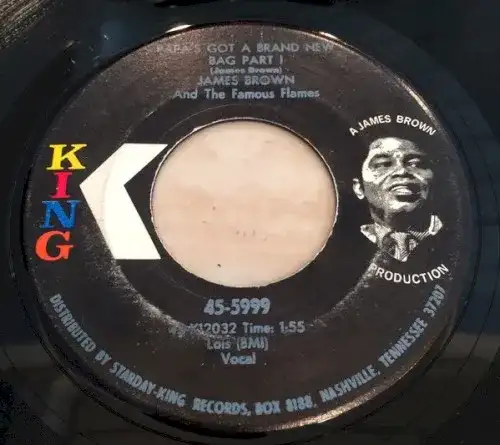 PAPA'S GOT A BRAND NEW
BAG PART I
(James Brown)
JAMES BROWN
And The Famous Flames
KING
A JAMES BROWN
PRODUCTION
45-5999
K12032 Time: 1:55
Lois (BMI)
Vocal
DISTRIBUTED BY STARDAY-KING RECORDS, BOX 8188, NASHVILLE, TENNESSEE 37207